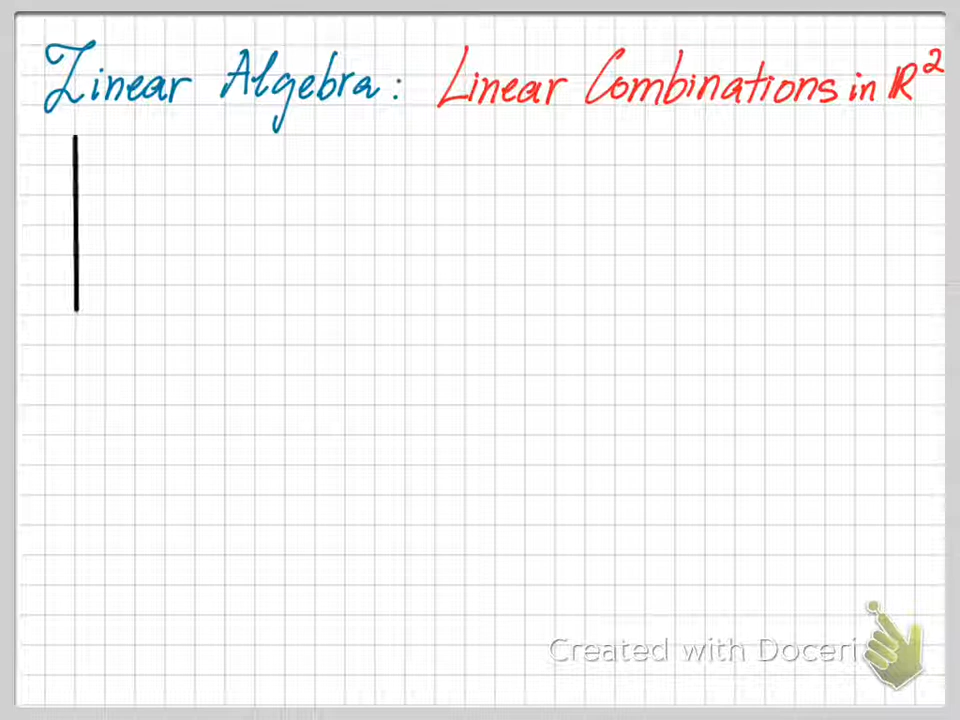 Linear Algebra: Linear Combinations in ℝ²
Created with Doceri